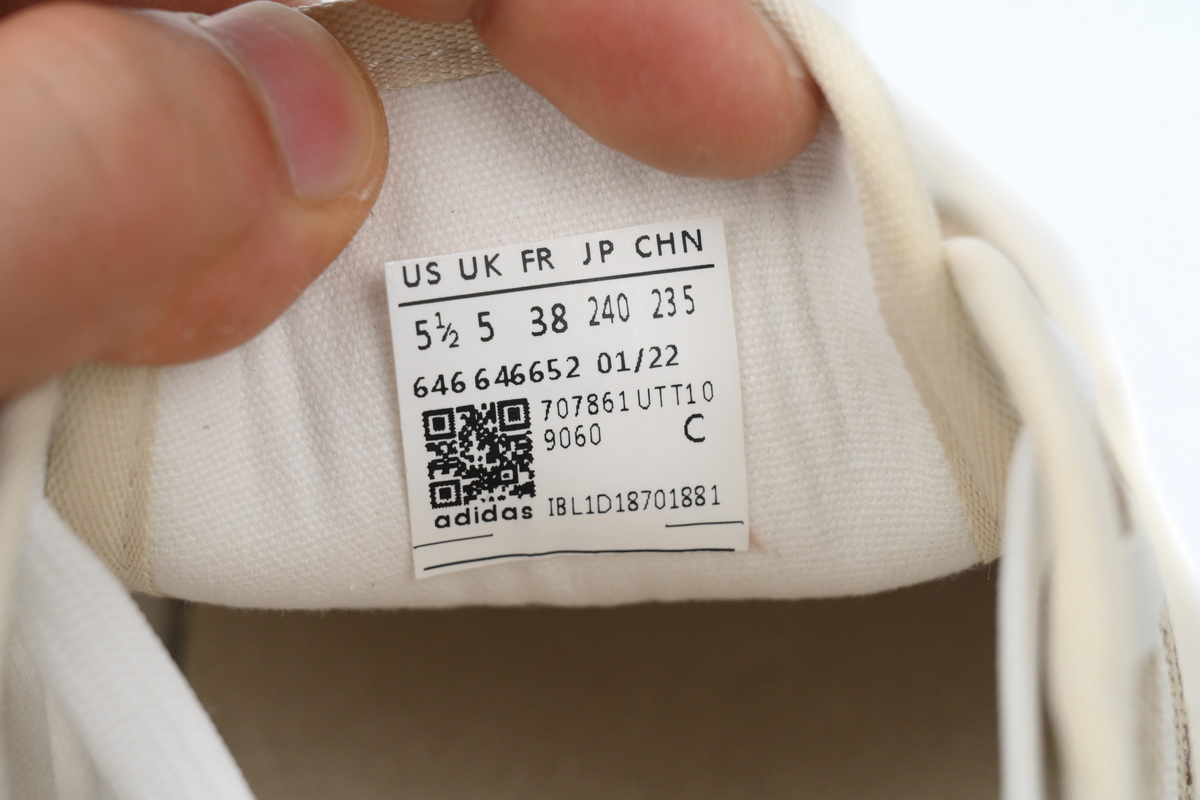 US UK FR JP CHN
5½ 5 38 240 235
646 646652 01/22
707861 UTT10
9060 C
adidas IBL1D18701881